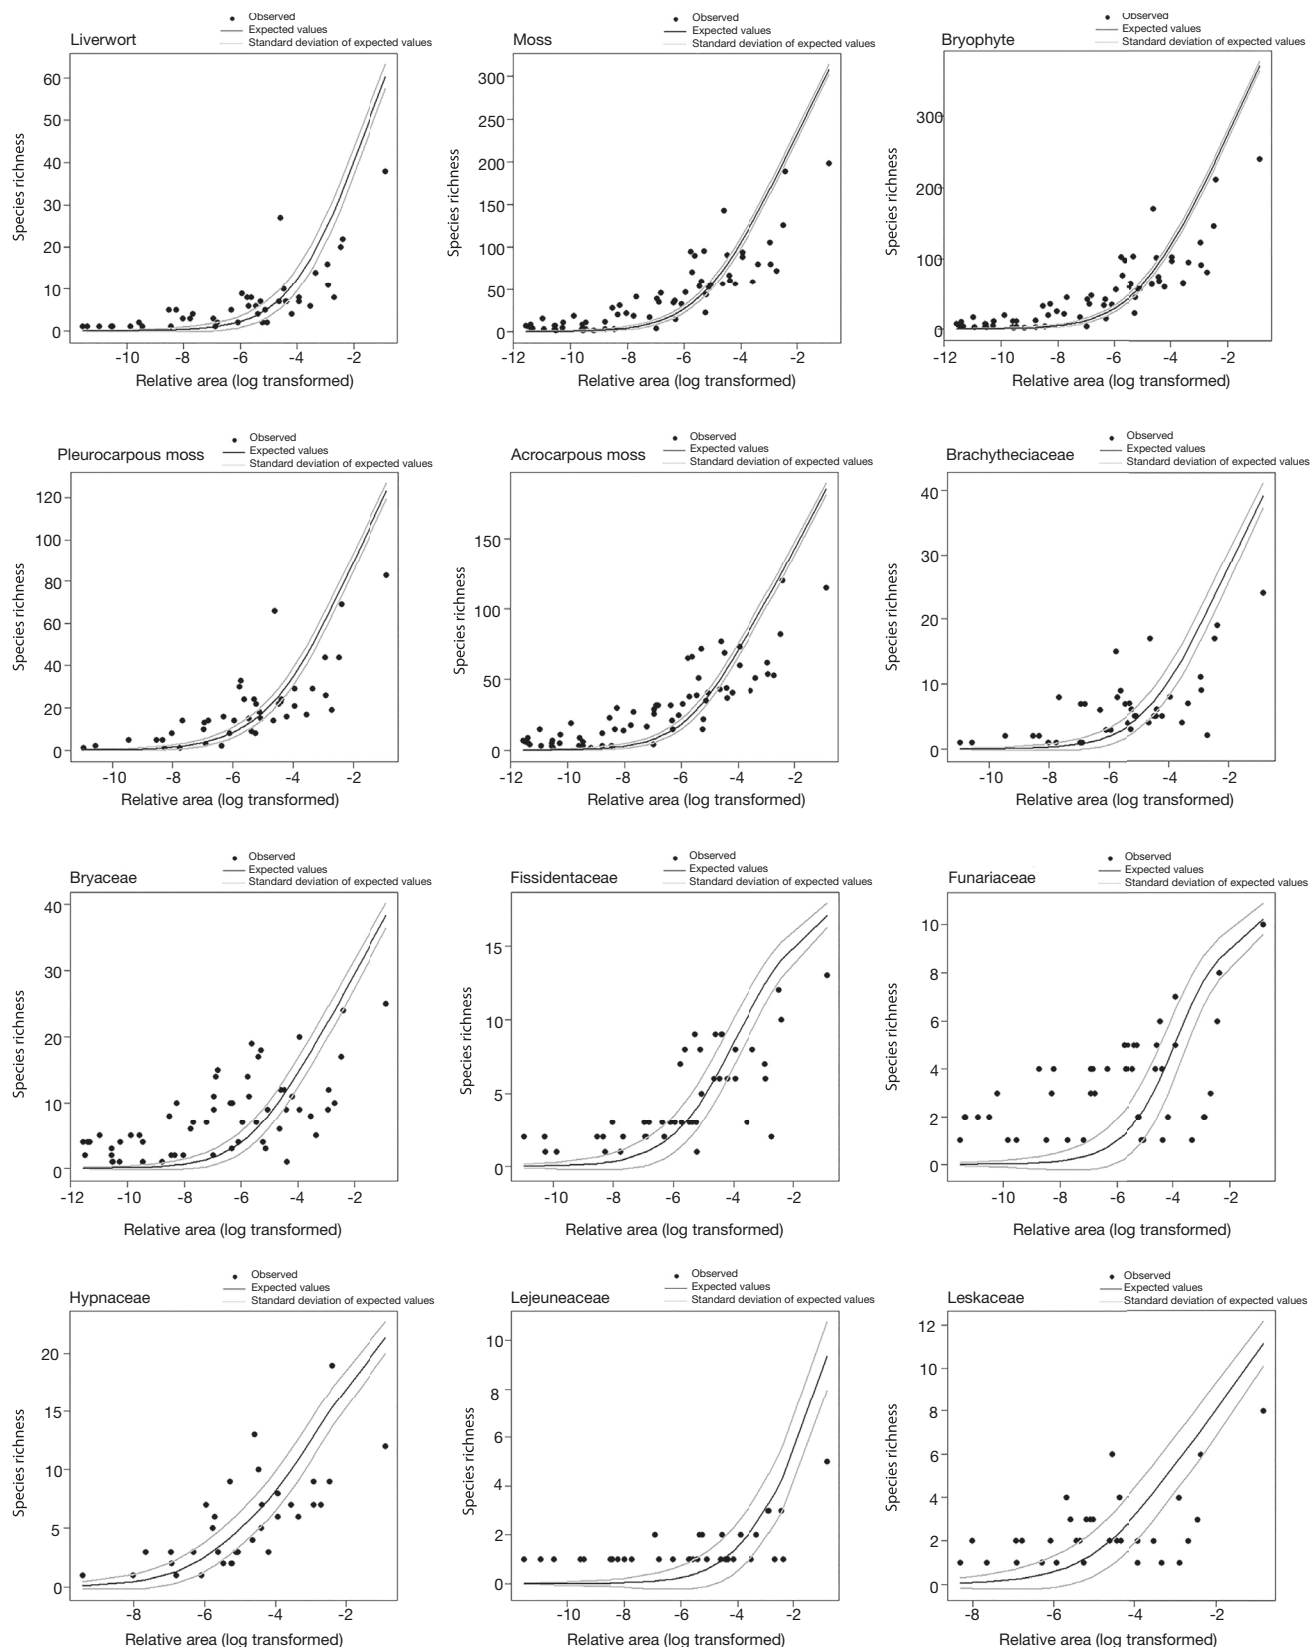 Liverwort
Observed
Expected values
Standard deviation of expected values
Species richness
60
50
40
30
20
10
0
-10
-8
-6
-4
-2
Relative area (log transformed)
Moss
Observed
Expected values
Standard deviation of expected values
Species richness
300
250
200
150
100
50
0
-12
-10
-8
-6
-4
-2
Relative area (log transformed)
Bryophyte
Observed
Expected values
Standard deviation of expected values
Species richness
300
200
100
0
-12
-10
-8
-6
-4
-2
Relative area (log transformed)
Pleurocarpous moss
Observed
Expected values
Standard deviation of expected values
Species richness
120
100
80
60
40
20
0
-10
-8
-6
-4
-2
Relative area (log transformed)
Acrocarpous moss
Observed
Expected values
Standard deviation of expected values
Species richness
150
100
50
0
-12
-10
-8
-6
-4
-2
Relative area (log transformed)
Brachytheciaceae
Observed
Expected values
Standard deviation of expected values
Species richness
40
30
20
10
0
-10
-8
-6
-4
-2
Relative area (log transformed)
Bryaceae
Observed
Expected values
Standard deviation of expected values
Species richness
40
30
20
10
0
-12
-10
-8
-6
-4
-2
Relative area (log transformed)
Fissidentaceae
Observed
Expected values
Standard deviation of expected values
Species richness
15
10
5
0
-10
-8
-6
-4
-2
Relative area (log transformed)
Funariaceae
Observed
Expected values
Standard deviation of expected values
Species richness
10
8
6
4
2
0
-10
-8
-6
-4
-2
Relative area (log transformed)
Hypnaceae
Observed
Expected values
Standard deviation of expected values
Species richness
20
15
10
5
0
-8
-6
-4
-2
Relative area (log transformed)
Lejeuneaceae
Observed
Expected values
Standard deviation of expected values
Species richness
10
8
6
4
2
0
-10
-8
-6
-4
-2
Relative area (log transformed)
Leskaceae
Observed
Expected values
Standard deviation of expected values
Species richness
12
10
8
6
4
2
0
-8
-6
-4
-2
Relative area (log transformed)